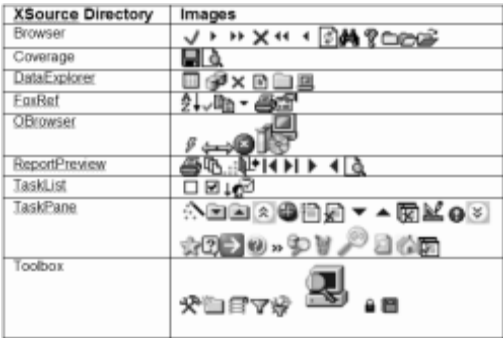 XSource Directory Images
Browser
Coverage
DataExplorer
FoxRef
OBrowser
ReportPreview
TaskList
TaskPane
Toolbox